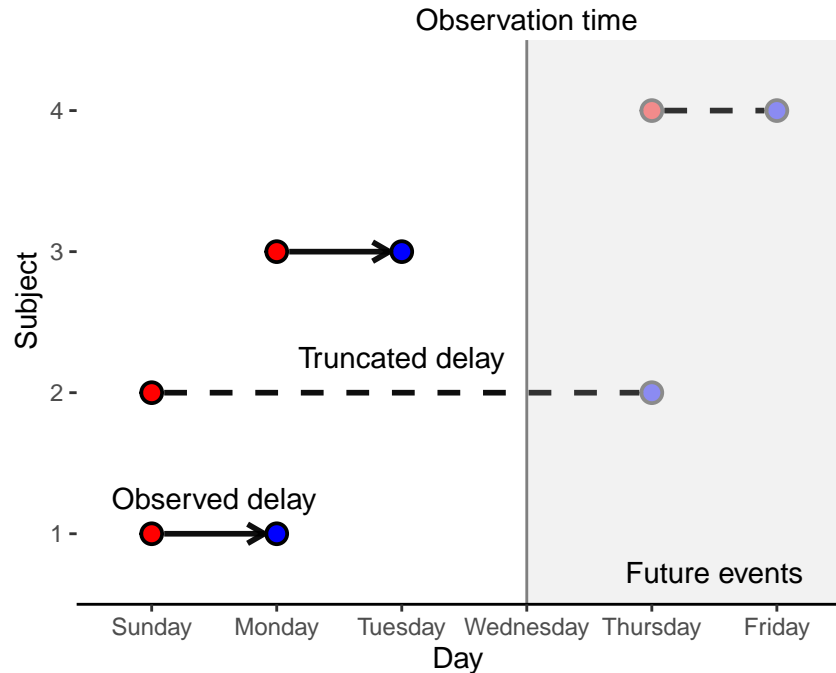 Observation time
4
3
Truncated delay
2
Observed delay
1
Future events
Subject
Sunday Monday Tuesday Wednesday Thursday Friday
Day